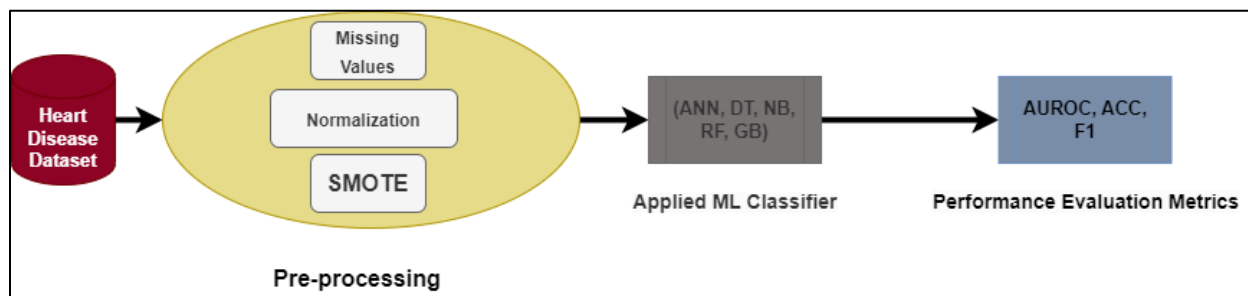 Missing
Values
Heart
Disease
Dataset
Normalization
SMOTE
(ANN, DT, NB,
RF, GB)
AUROC, ACC,
F1
Applied ML Classifier
Performance Evaluation Metrics
Pre-processing